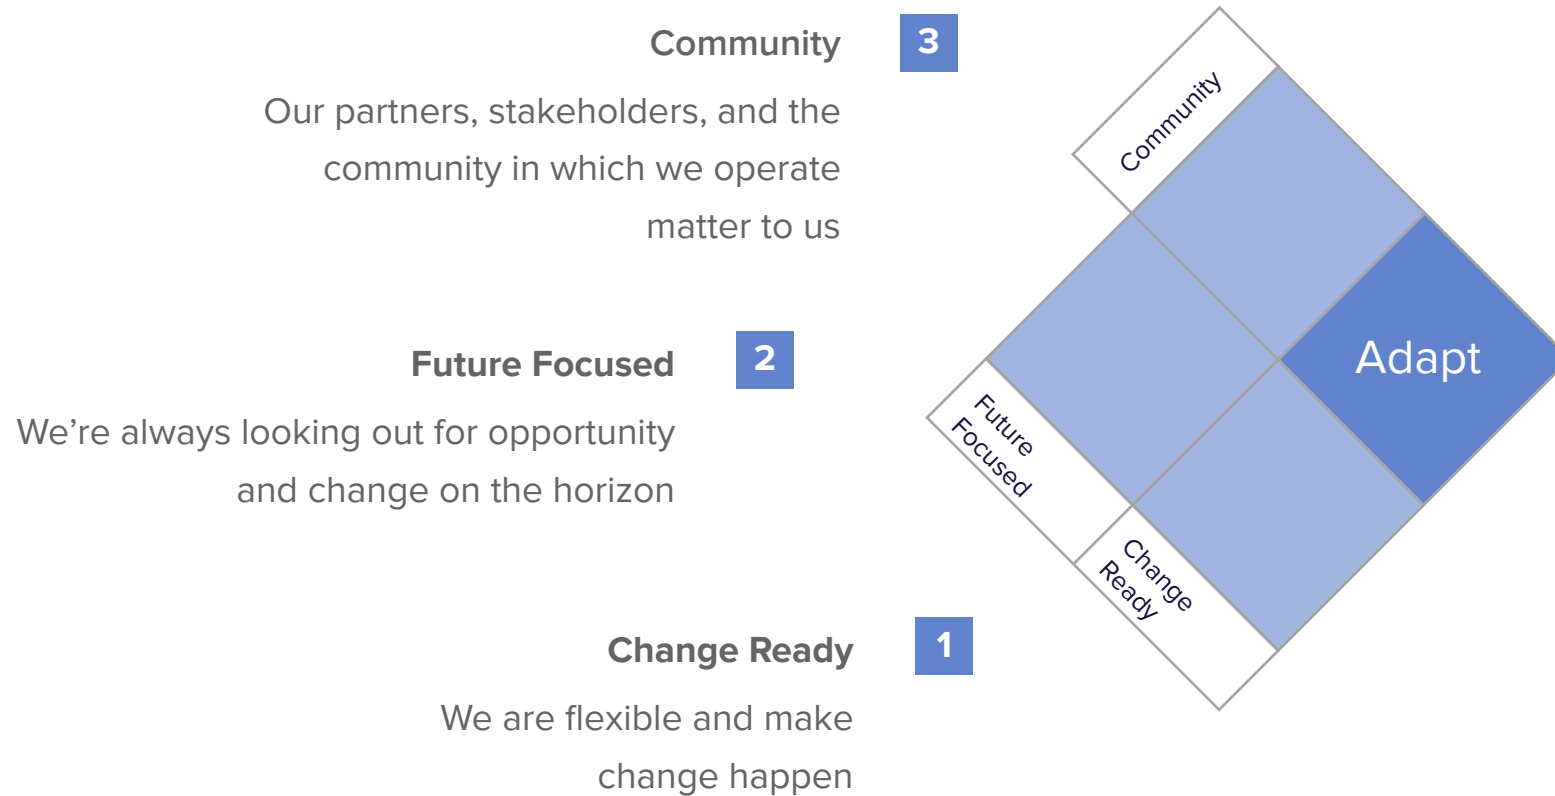 Community
3
Our partners, stakeholders, and the
community in which we operate
matter to us
Future Focused
2
We’re always looking out for opportunity
and change on the horizon
Change Ready
1
We are flexible and make
change happen
Community
Adapt
Future
Focused
Change
Ready